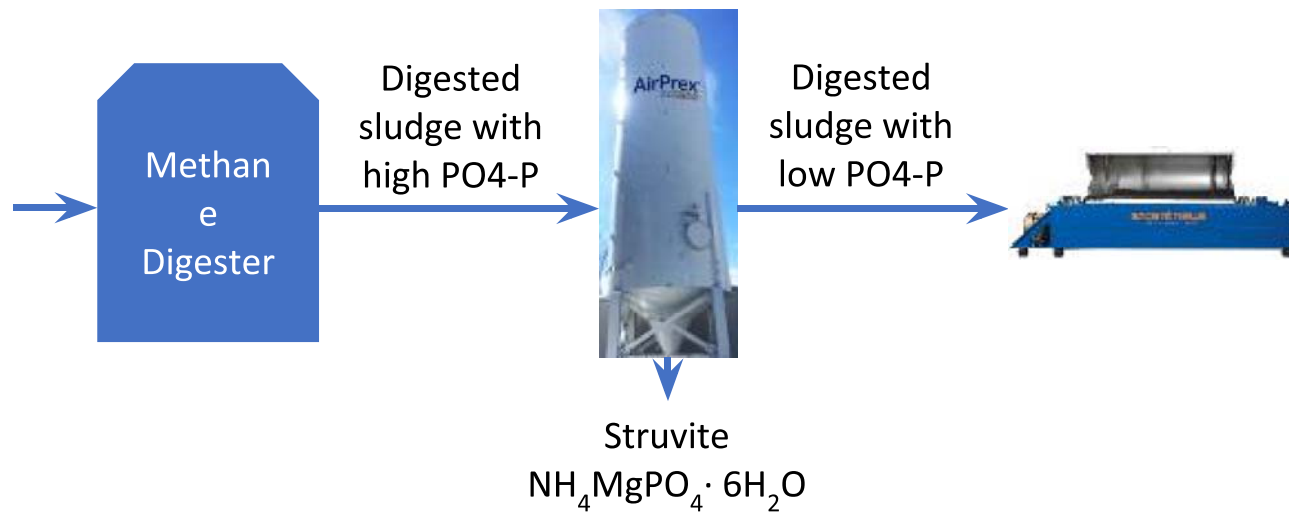 Methan
e
Digester
Digested
sludge with
high PO4-P
AirPrex
Digested
sludge with
low PO4-P
Struvite
NH₄MgPO₄· 6H₂O